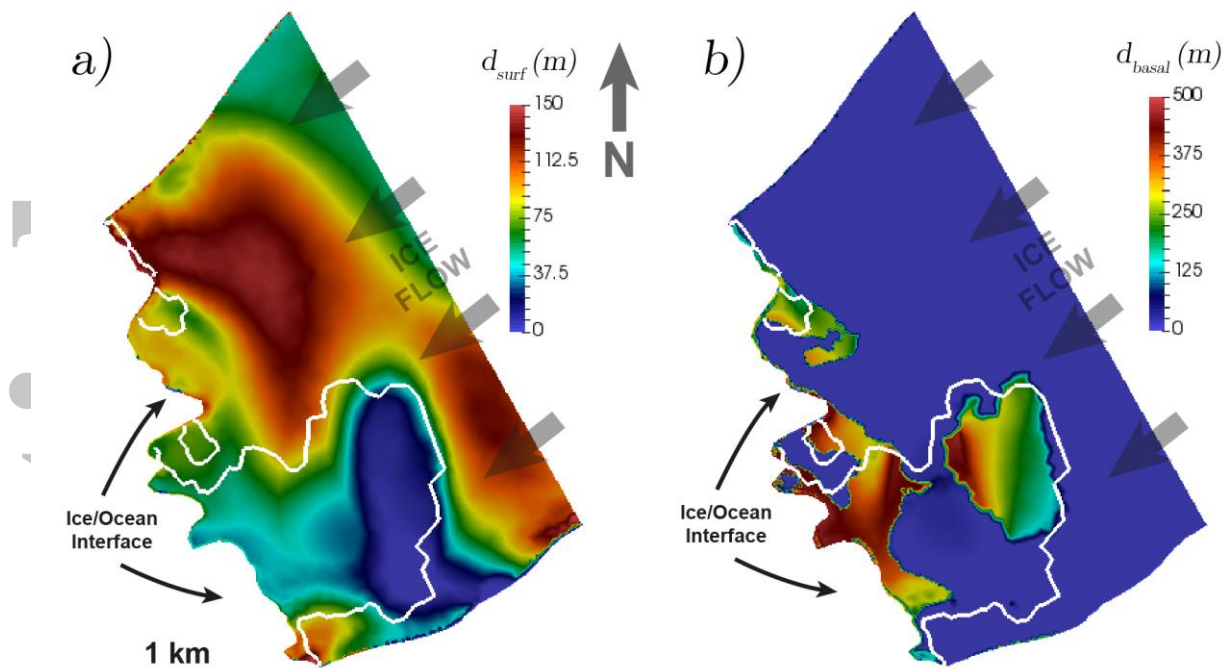 a)
d_surf (m)
150
112.5
75
37.5
0
N
ICE
FLOW
Ice/Ocean
Interface
1 km
b)
d_basal (m)
500
375
250
125
0
ICE
FLOW
Ice/Ocean
Interface